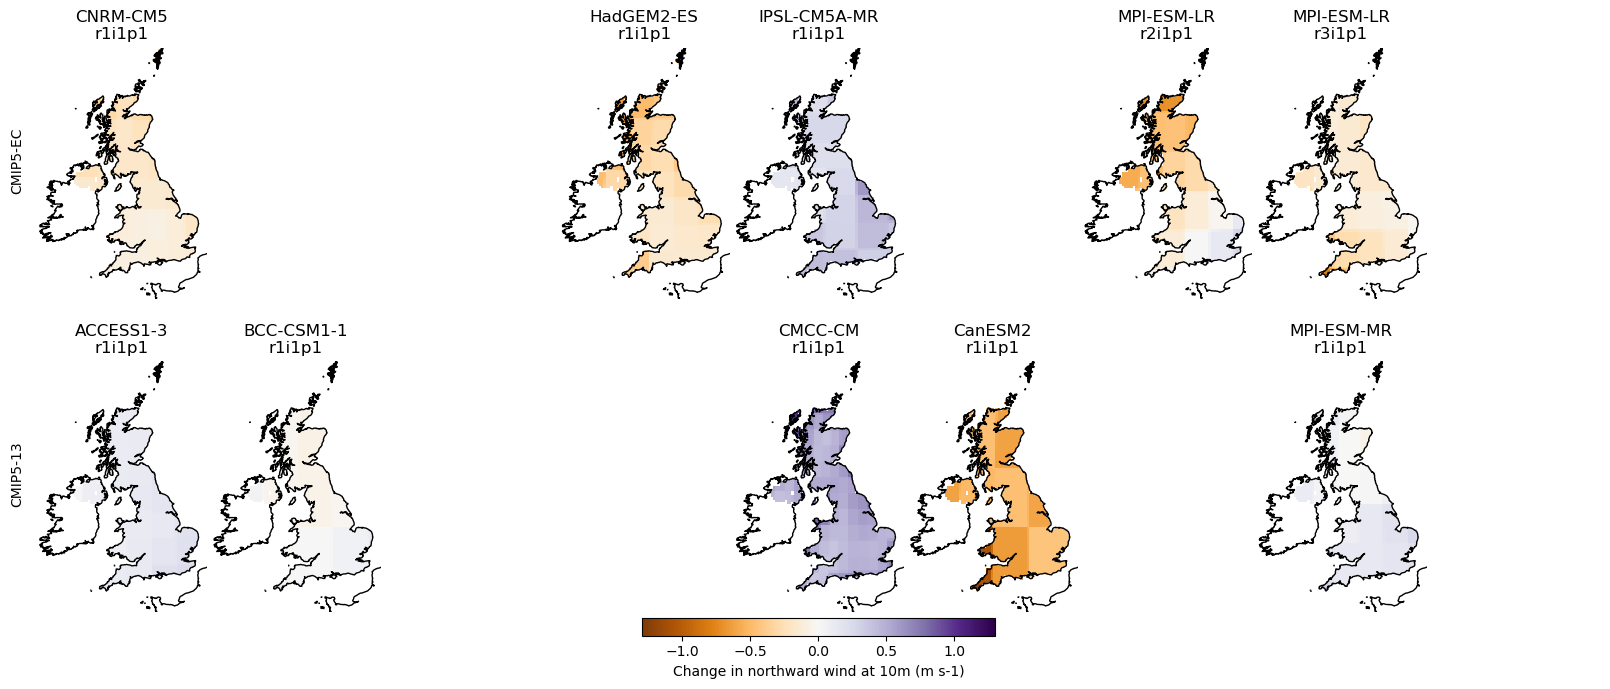 CNRM-CM5
r1i1p1
HadGEM2-ES
r1i1p1
IPSL-CM5A-MR
r1i1p1
MPI-ESM-LR
r2i1p1
MPI-ESM-LR
r3i1p1
CMIP5-EC
ACCESS1-3
r1i1p1
BCC-CSM1-1
r1i1p1
CMCC-CM
r1i1p1
CanESM2
r1i1p1
MPI-ESM-MR
r1i1p1
CMIP5-13
−1.0 −0.5 0.0 0.5 1.0
Change in northward wind at 10m (m s-1)